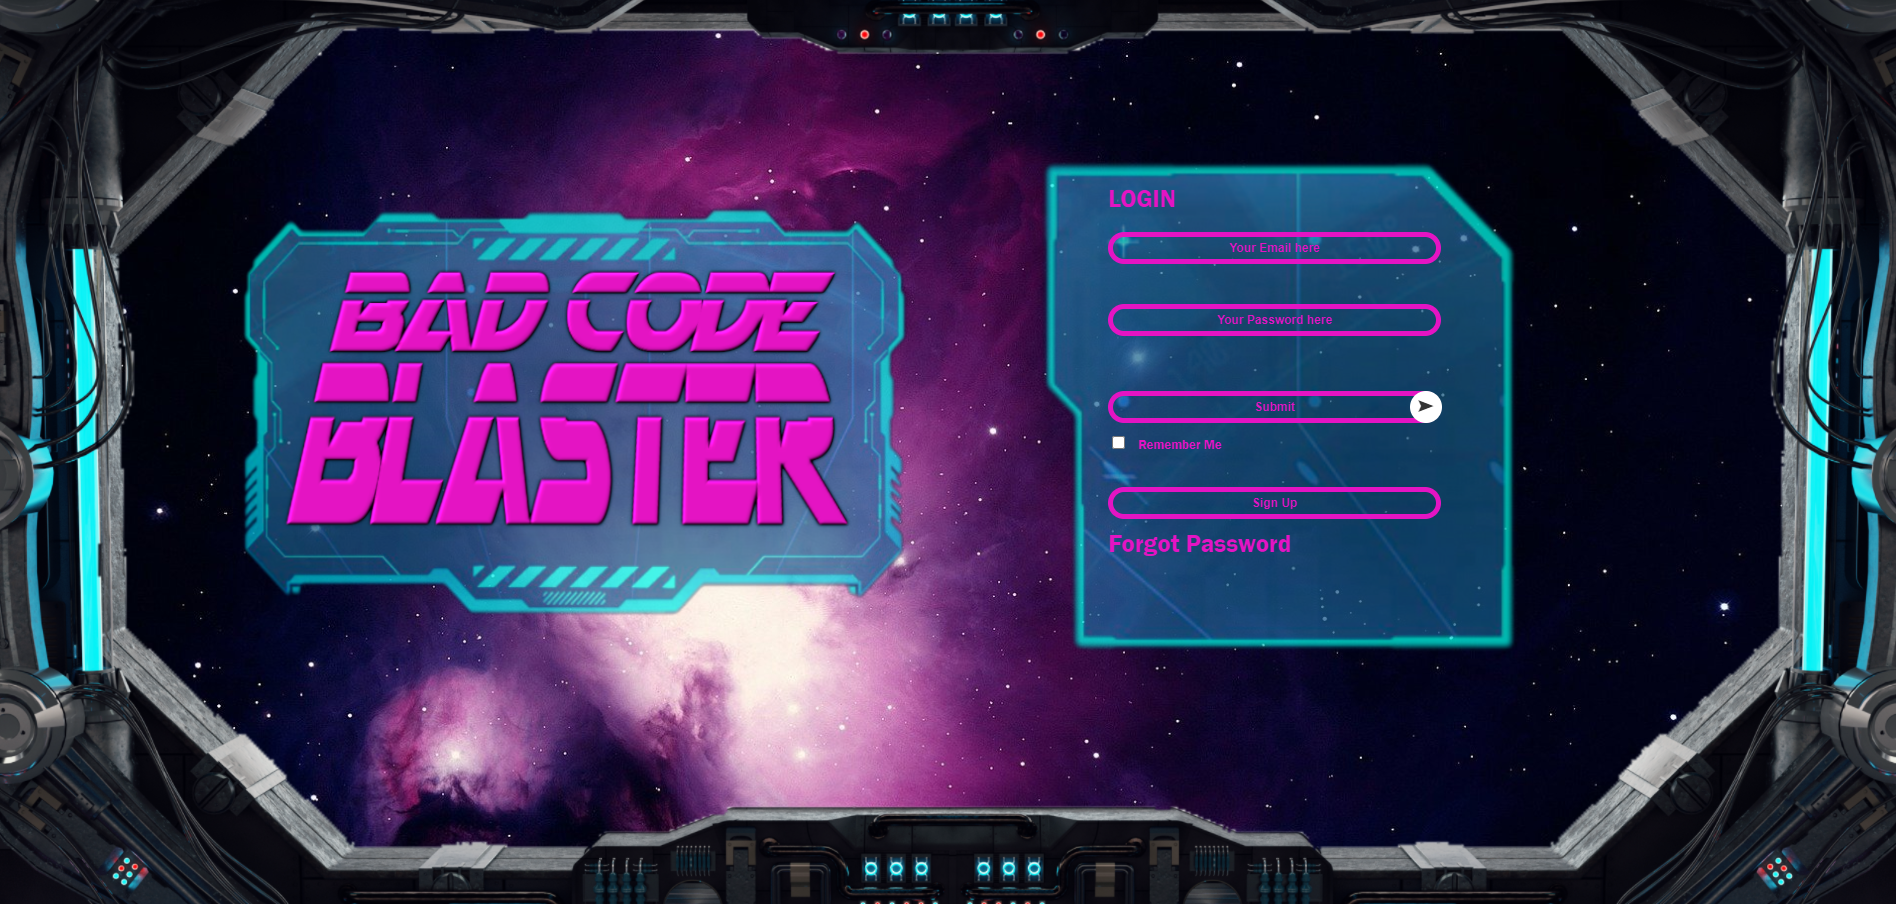 BAD CODE
BLASTER
LOGIN
Your Email here
Your Password here
Submit
Remember Me
Sign Up
Forgot Password